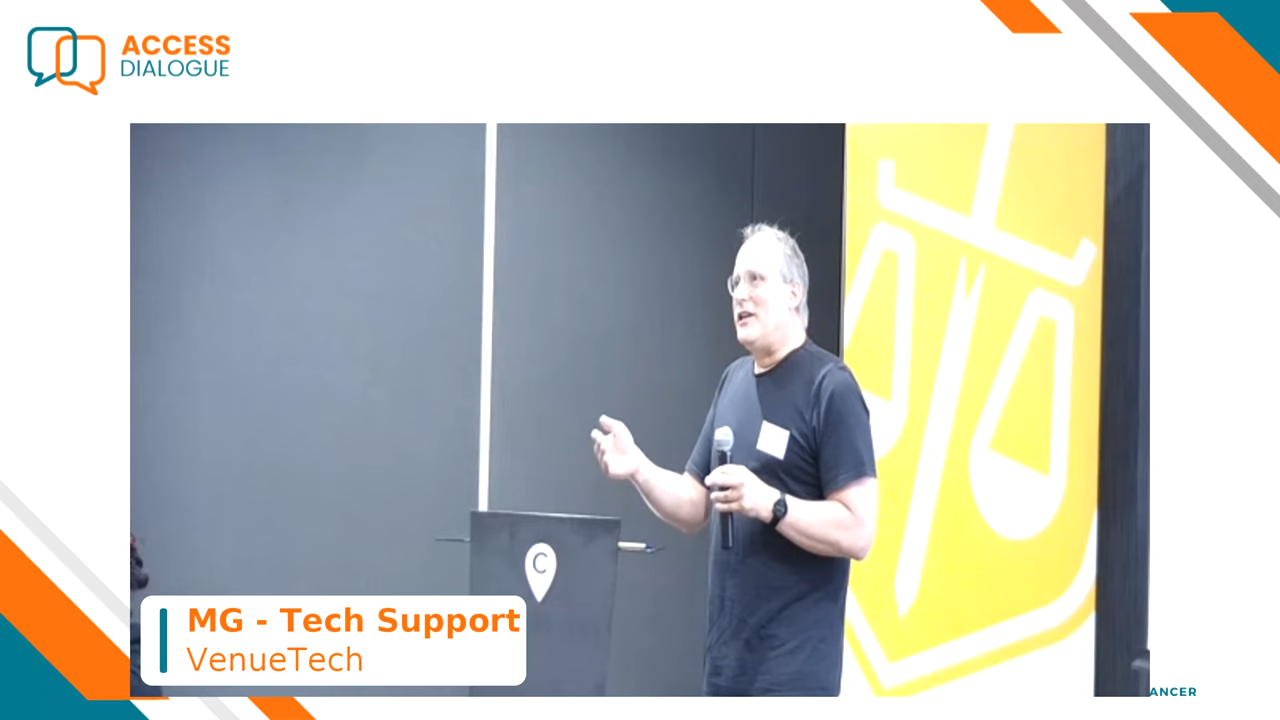 ACCESS
DIALOGUE
C
MG - Tech Support
VenueTech
ANCER